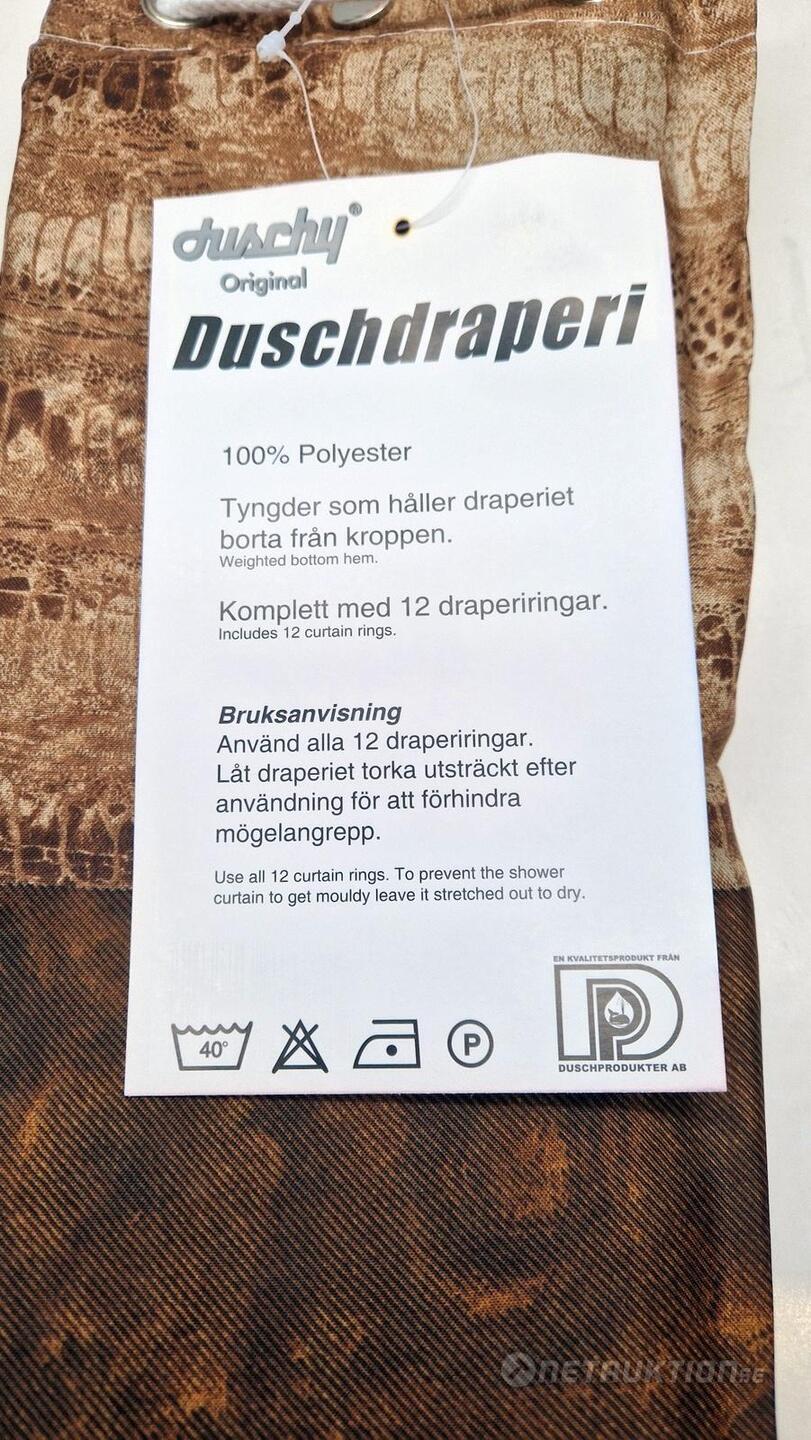 duschy®
Original
Duschdraperi
100% Polyester
Tyngder som håller draperiet
borta från kroppen.
Weighted bottom hem.
Komplett med 12 draperiringar.
Includes 12 curtain rings.
Bruksanvisning
Använd alla 12 draperiringar.
Låt draperiet torka utsträckt efter
användning för att förhindra
mögelangrepp.
Use all 12 curtain rings. To prevent the shower
curtain to get mouldy leave it stretched out to dry.
EN KVALITETSPRODUKT FRÅN
DP
DUSCHPRODUKTER AB
40°
P
NETAUKTION.SE